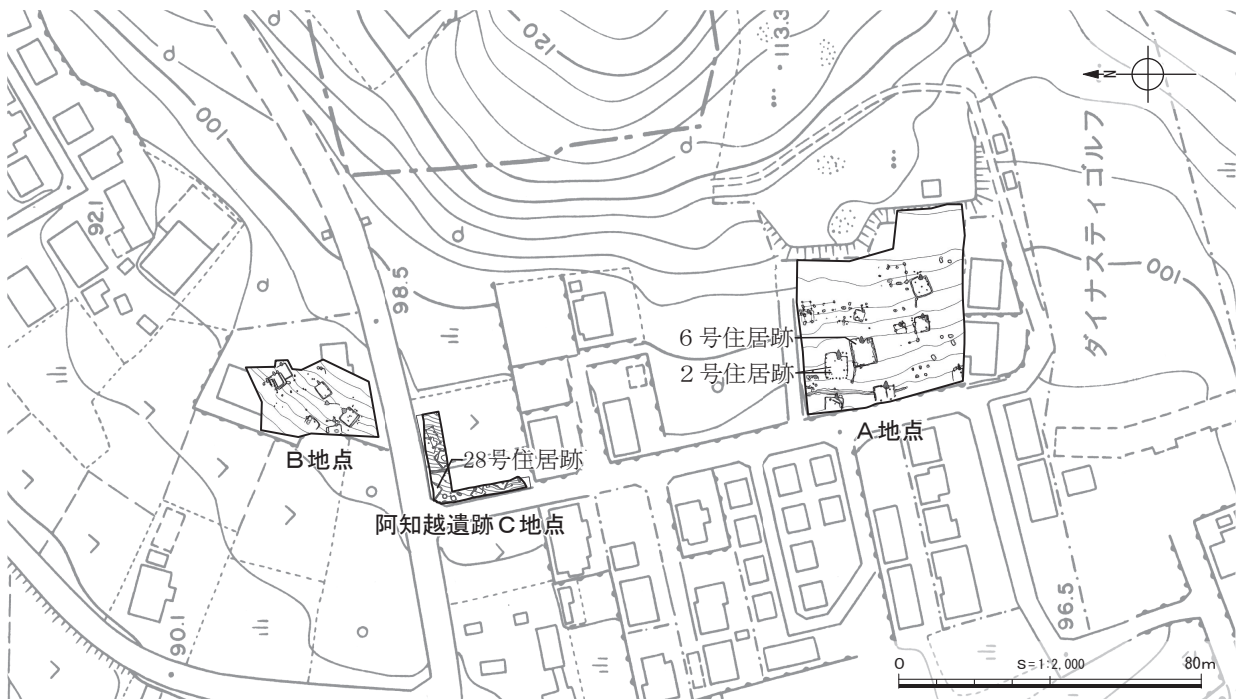 120
113.3
N
100
92.1
98.5
ダイナスティゴルフ
100
6号住居跡
2号住居跡
A地点
B地点
28号住居跡
阿知越遺跡C地点
90.1
96.5
0 S=1:2,000 80m